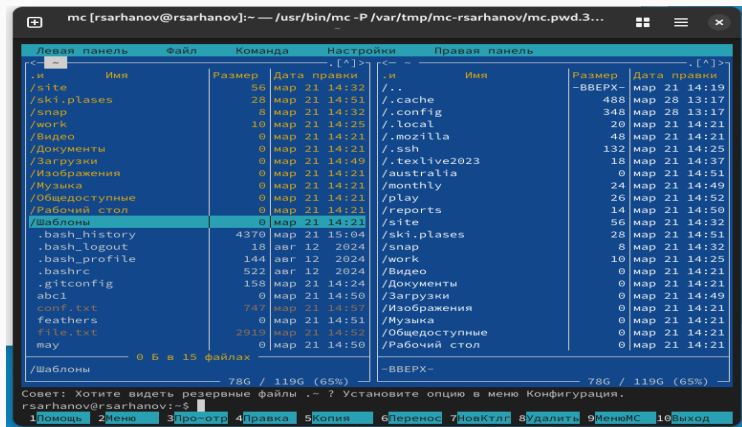 mc [rsarhanov@rsarhanov]:~ — /usr/bin/mc -P /var/tmp/mc-rsarhanov/mc.pwd.3...
~
Левая панель Файл Команда Настройки Правая панель
<— ~ .[^]>
.и Имя Размер Дата правки
/site 56 мар 21 14:32
/ski.plases 28 мар 21 14:51
/snap 8 мар 21 14:32
/work 10 мар 21 14:25
/Видео 0 мар 21 14:21
/Документы 0 мар 21 14:21
/Загрузки 0 мар 21 14:49
/Изображения 0 мар 21 14:21
/Музыка 0 мар 21 14:21
/Общедоступные 0 мар 21 14:21
/Рабочий стол 0 мар 21 14:21
/Шаблоны 0 мар 21 14:21
.bash_history 4370 мар 21 15:04
.bash_logout 18 авг 12 2024
.bash_profile 144 авг 12 2024
.bashrc 522 авг 12 2024
.gitconfig 158 мар 21 14:24
abc1 0 мар 21 14:50
conf.txt 747 мар 21 14:57
feathers 0 мар 21 14:51
file.txt 2919 мар 21 14:52
may 0 мар 21 14:50
0 Б в 15 файлах
/Шаблоны
78G / 119G (65%)
<— ~ .[^]>
.и Имя Размер Дата правки
/.. -ВВЕРХ- мар 21 14:19
/.cache 488 мар 28 13:17
/.config 348 мар 28 13:17
/.local 20 мар 21 14:21
/.mozilla 48 мар 21 14:21
/.ssh 132 мар 21 14:25
/.texlive2023 18 мар 21 14:37
/australia 0 мар 21 14:51
/monthly 24 мар 21 14:49
/play 26 мар 21 14:52
/reports 14 мар 21 14:50
/site 56 мар 21 14:32
/ski.plases 28 мар 21 14:51
/snap 8 мар 21 14:32
/work 10 мар 21 14:25
/Видео 0 мар 21 14:21
/Документы 0 мар 21 14:21
/Загрузки 0 мар 21 14:49
/Изображения 0 мар 21 14:21
/Музыка 0 мар 21 14:21
/Общедоступные 0 мар 21 14:21
/Рабочий стол 0 мар 21 14:21
-ВВЕРХ-
78G / 119G (65%)
Совет: Хотите видеть резервные файлы .~ ? Установите опцию в меню Конфигурация.
rsarhanov@rsarhanov:~$
1Помощь 2Меню 3Про~отр 4Правка 5Копия 6Перенос 7НовКтлг 8Удалить 9МенюMC 10Выход